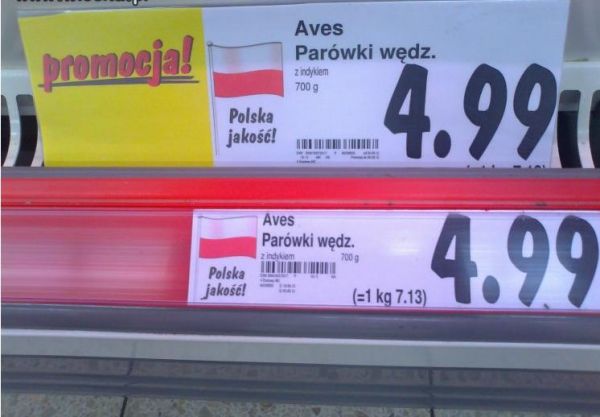 promocja!
Polska
jakość!
Aves
Parówki wędz.
z indykiem
700 g
4.99
Aves
Parówki wędz.
z indykiem 700 g
Polska
jakość!
(=1 kg 7.13)
4.99